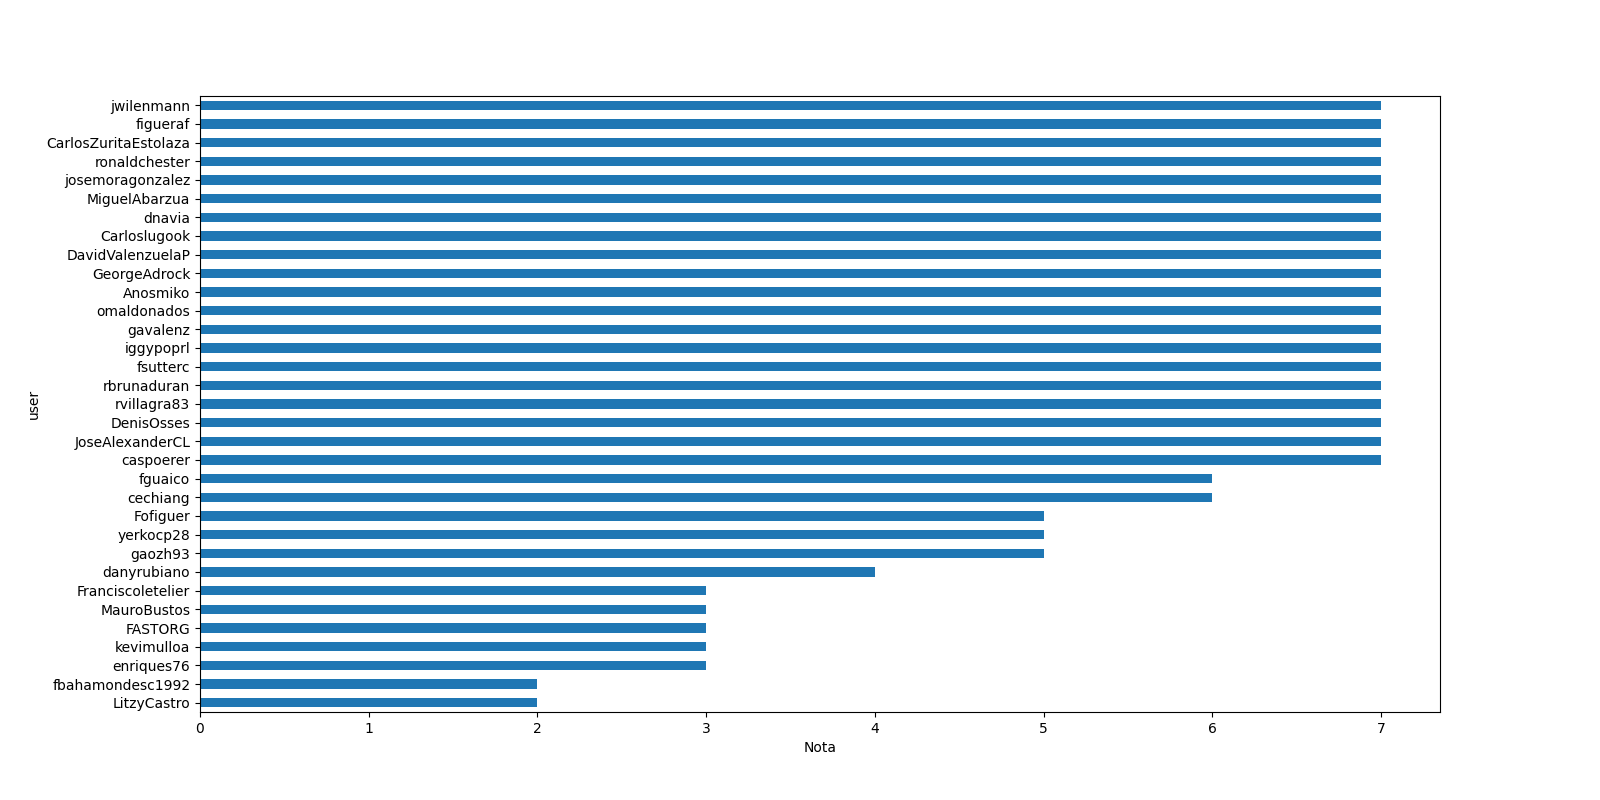 jwilenmann
figueraf
CarlosZuritaEstolaza
ronaldchester
josemoragonzalez
MiguelAbarzua
dnavia
Carloslugook
DavidValenzuelaP
GeorgeAdrock
Anosmiko
omaldonados
gavalenz
iggypoprl
fsutterc
rbrunaduran
rvillagra83
DenisOsses
JoseAlexanderCL
caspoerer
fguaico
cechiang
Fofiguer
yerkocp28
gaozh93
danyrubiano
Franciscoletelier
MauroBustos
FASTORG
kevimulloa
enriques76
fbahamondesc1992
LitzyCastro
user
0 1 2 3 4 5 6 7
Nota